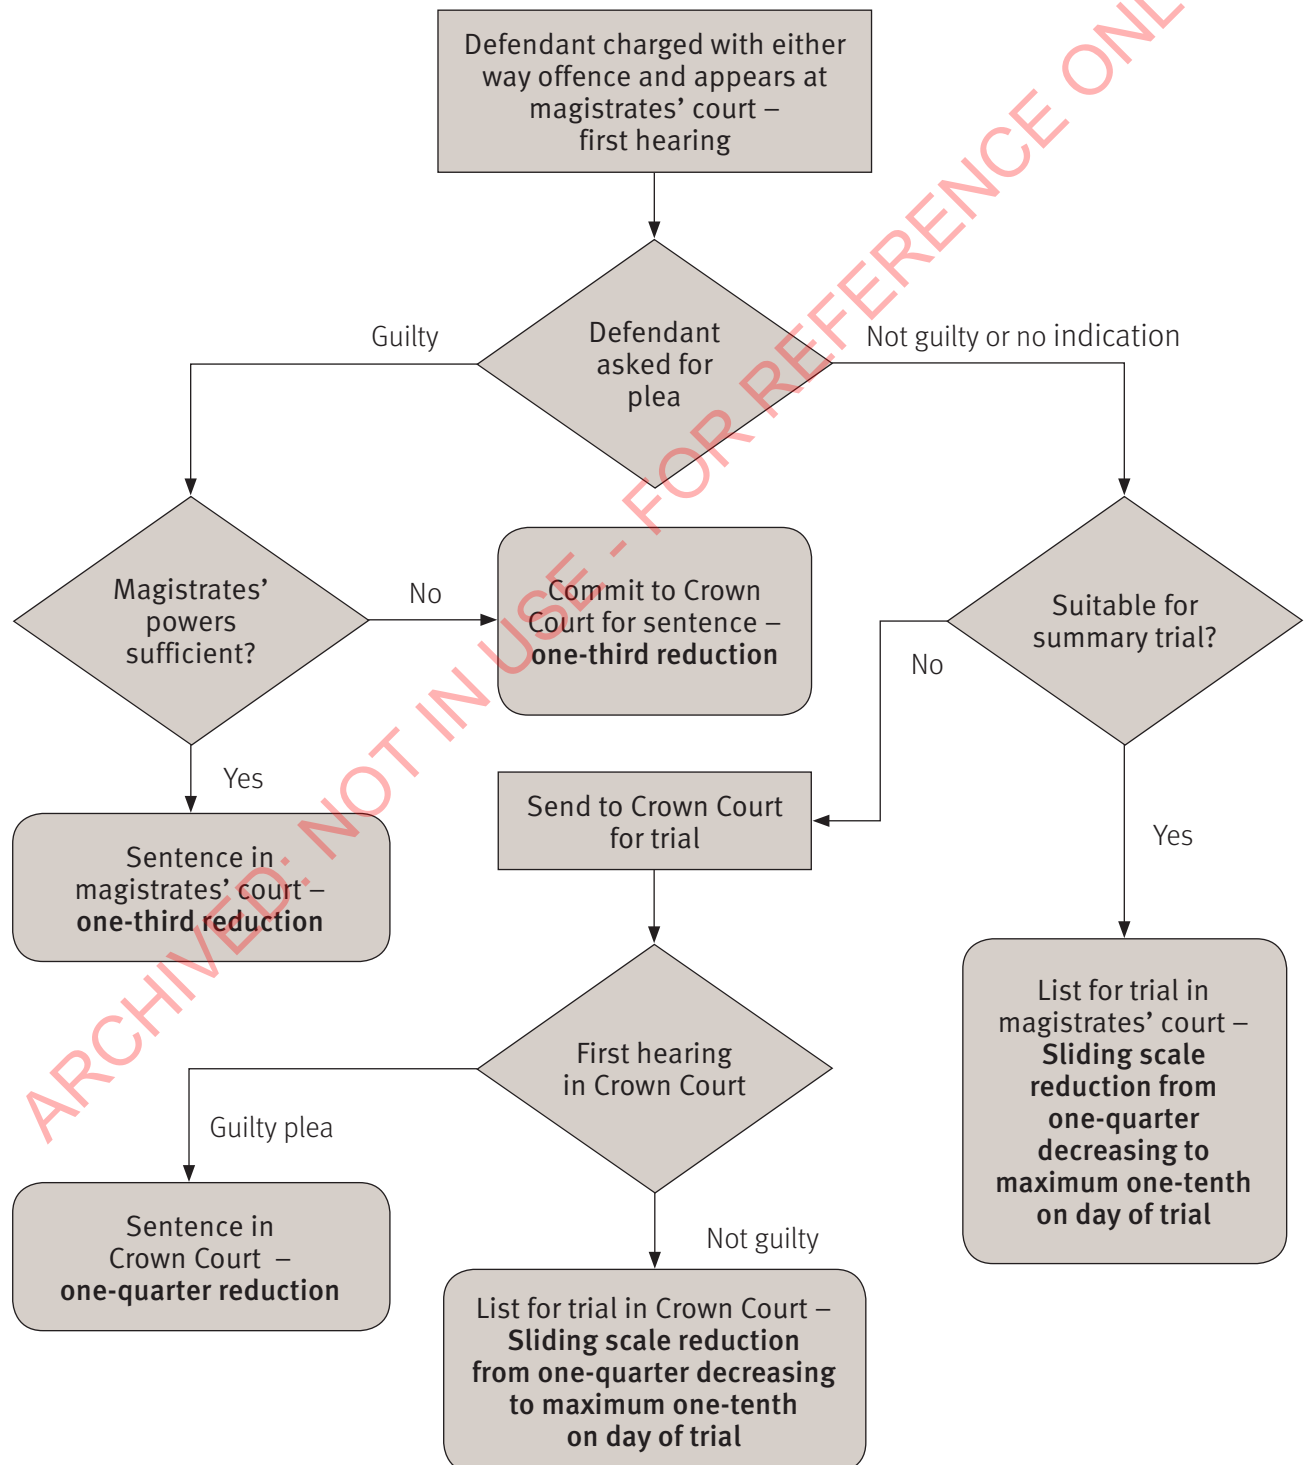 Defendant charged with either
way offence and appears at
magistrates’ court –
first hearing
Guilty
Defendant
asked for
plea
Not guilty or no indication
Magistrates’
powers
sufficient?
No
Commit to Crown
Court for sentence –
one-third reduction
Suitable for
summary trial?
No
Yes
Send to Crown Court
for trial
Yes
Sentence in
magistrates’ court –
one-third reduction
List for trial in
magistrates’ court –
Sliding scale
reduction from
one-quarter
decreasing to
maximum one-tenth
on day of trial
First hearing
in Crown Court
Guilty plea
Sentence in
Crown Court –
one-quarter reduction
Not guilty
List for trial in Crown Court –
Sliding scale reduction
from one-quarter decreasing
to maximum one-tenth
on day of trial
ARCHIVED: NOT IN USE - FOR REFERENCE